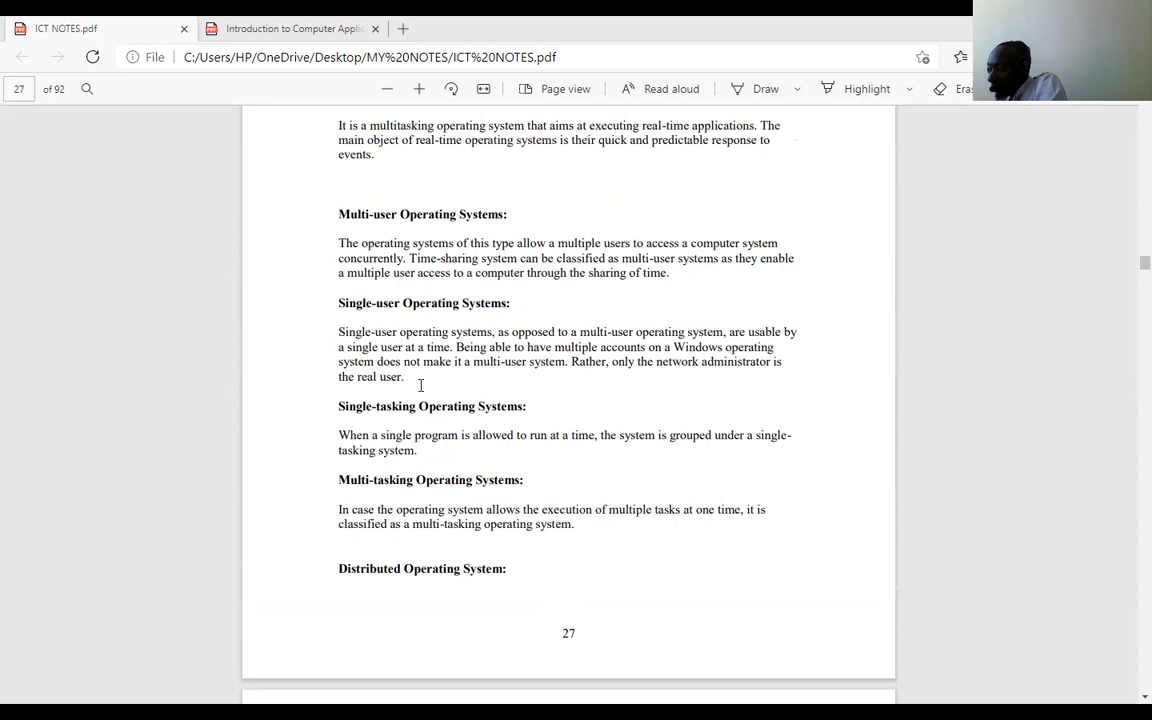 ICT NOTES.pdf
Introduction to Computer Applic
File C:/Users/HP/OneDrive/Desktop/MY%20NOTES/ICT%20NOTES.pdf
27 of 92 Page view Read aloud Draw Highlight Eras
It is a multitasking operating system that aims at executing real-time applications. The
main object of real-time operating systems is their quick and predictable response to
events.
Multi-user Operating Systems:
The operating systems of this type allow a multiple users to access a computer system
concurrently. Time-sharing system can be classified as multi-user systems as they enable
a multiple user access to a computer through the sharing of time.
Single-user Operating Systems:
Single-user operating systems, as opposed to a multi-user operating system, are usable by
a single user at a time. Being able to have multiple accounts on a Windows operating
system does not make it a multi-user system. Rather, only the network administrator is
the real user.
Single-tasking Operating Systems:
When a single program is allowed to run at a time, the system is grouped under a single-
tasking system.
Multi-tasking Operating Systems:
In case the operating system allows the execution of multiple tasks at one time, it is
classified as a multi-tasking operating system.
Distributed Operating System:
27